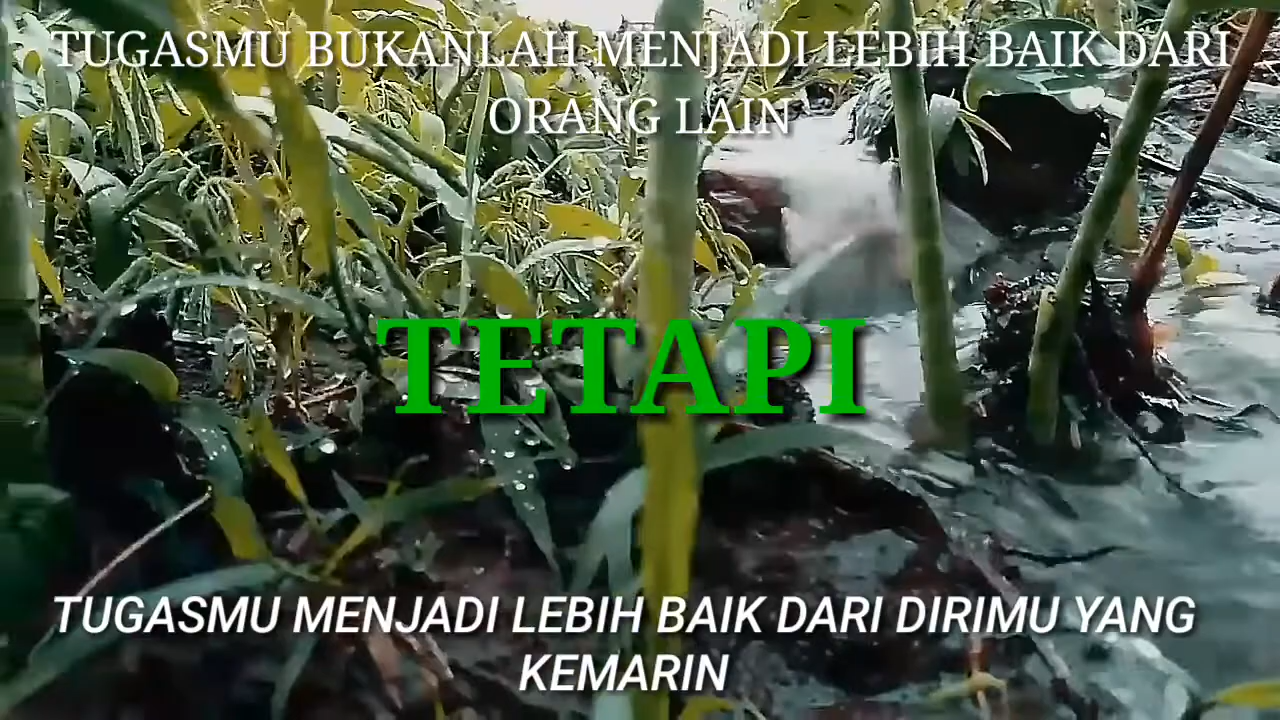 TUGASMU BUKANLAH MENJADI LEBIH BAIK DARI
ORANG LAIN
TETAPI
TUGASMU MENJADI LEBIH BAIK DARI DIRIMU YANG
KEMARIN